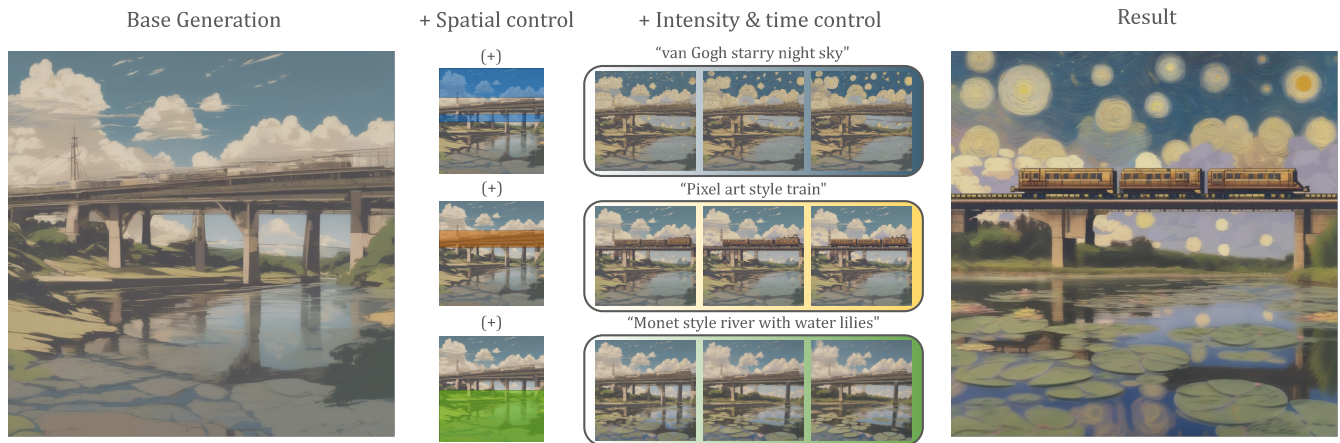 Base Generation
+ Spatial control
+ Intensity & time control
Result
(+)
“van Gogh starry night sky"
(+)
“Pixel art style train"
(+)
“Monet style river with water lilies"